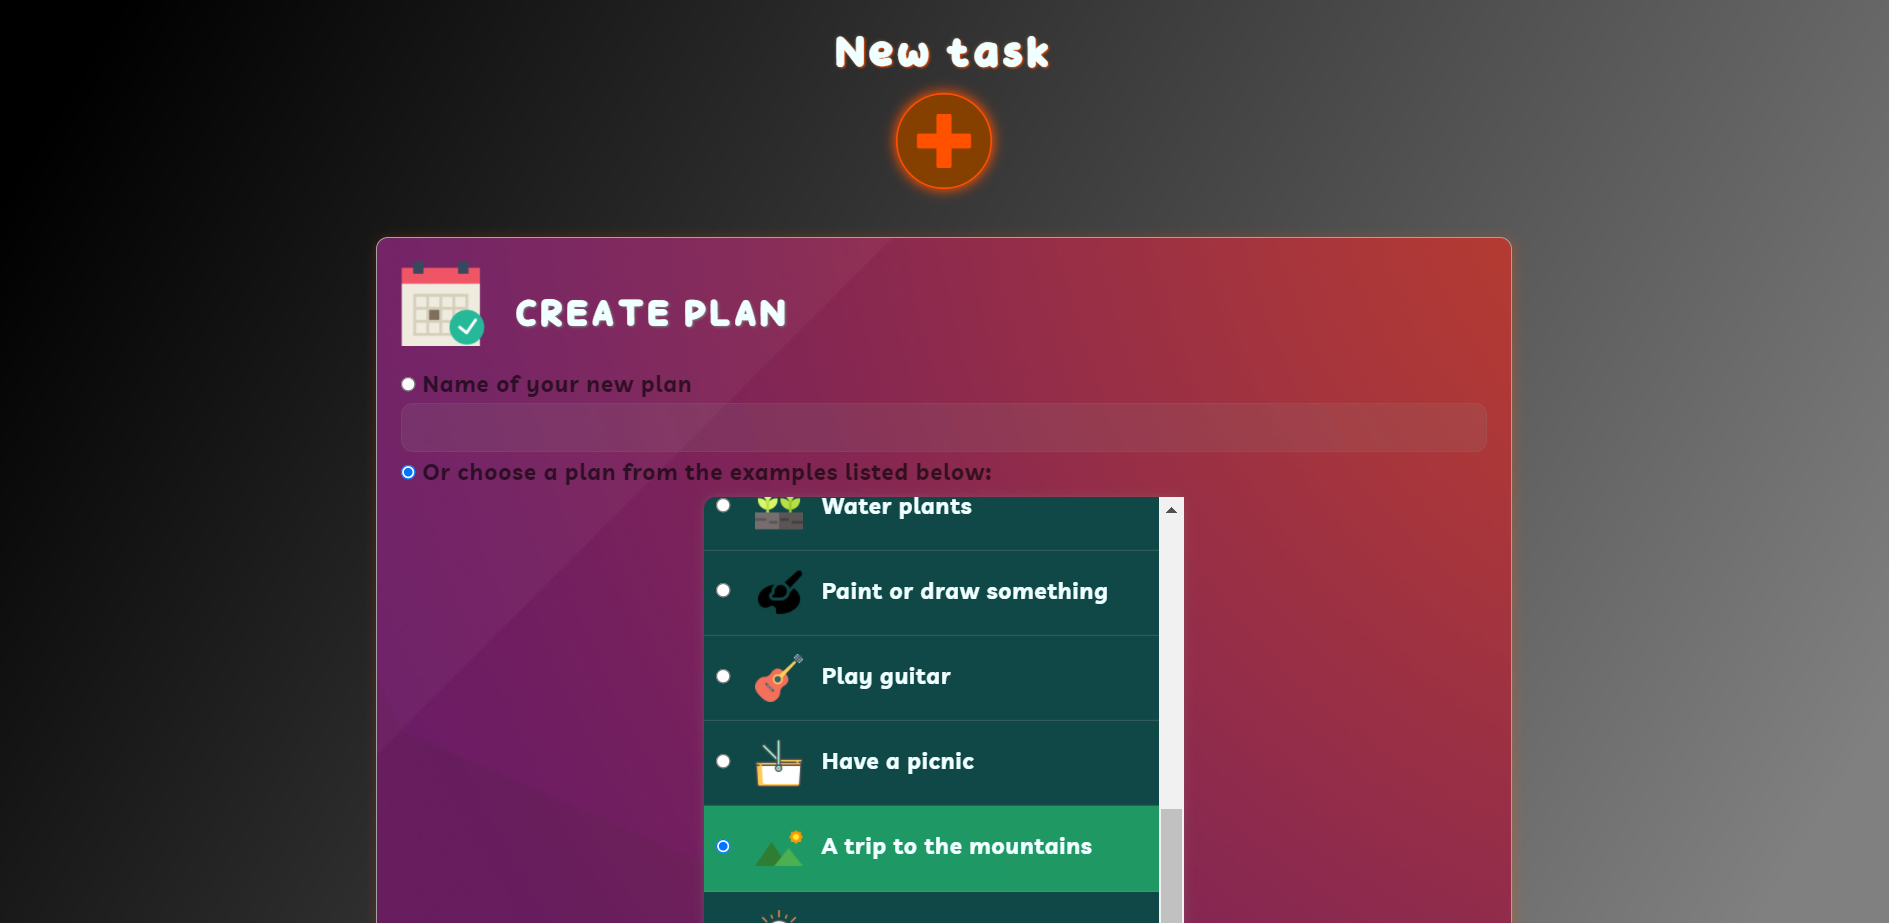 New task
CREATE PLAN
Name of your new plan
Or choose a plan from the examples listed below:
Water plants
Paint or draw something
Play guitar
Have a picnic
A trip to the mountains